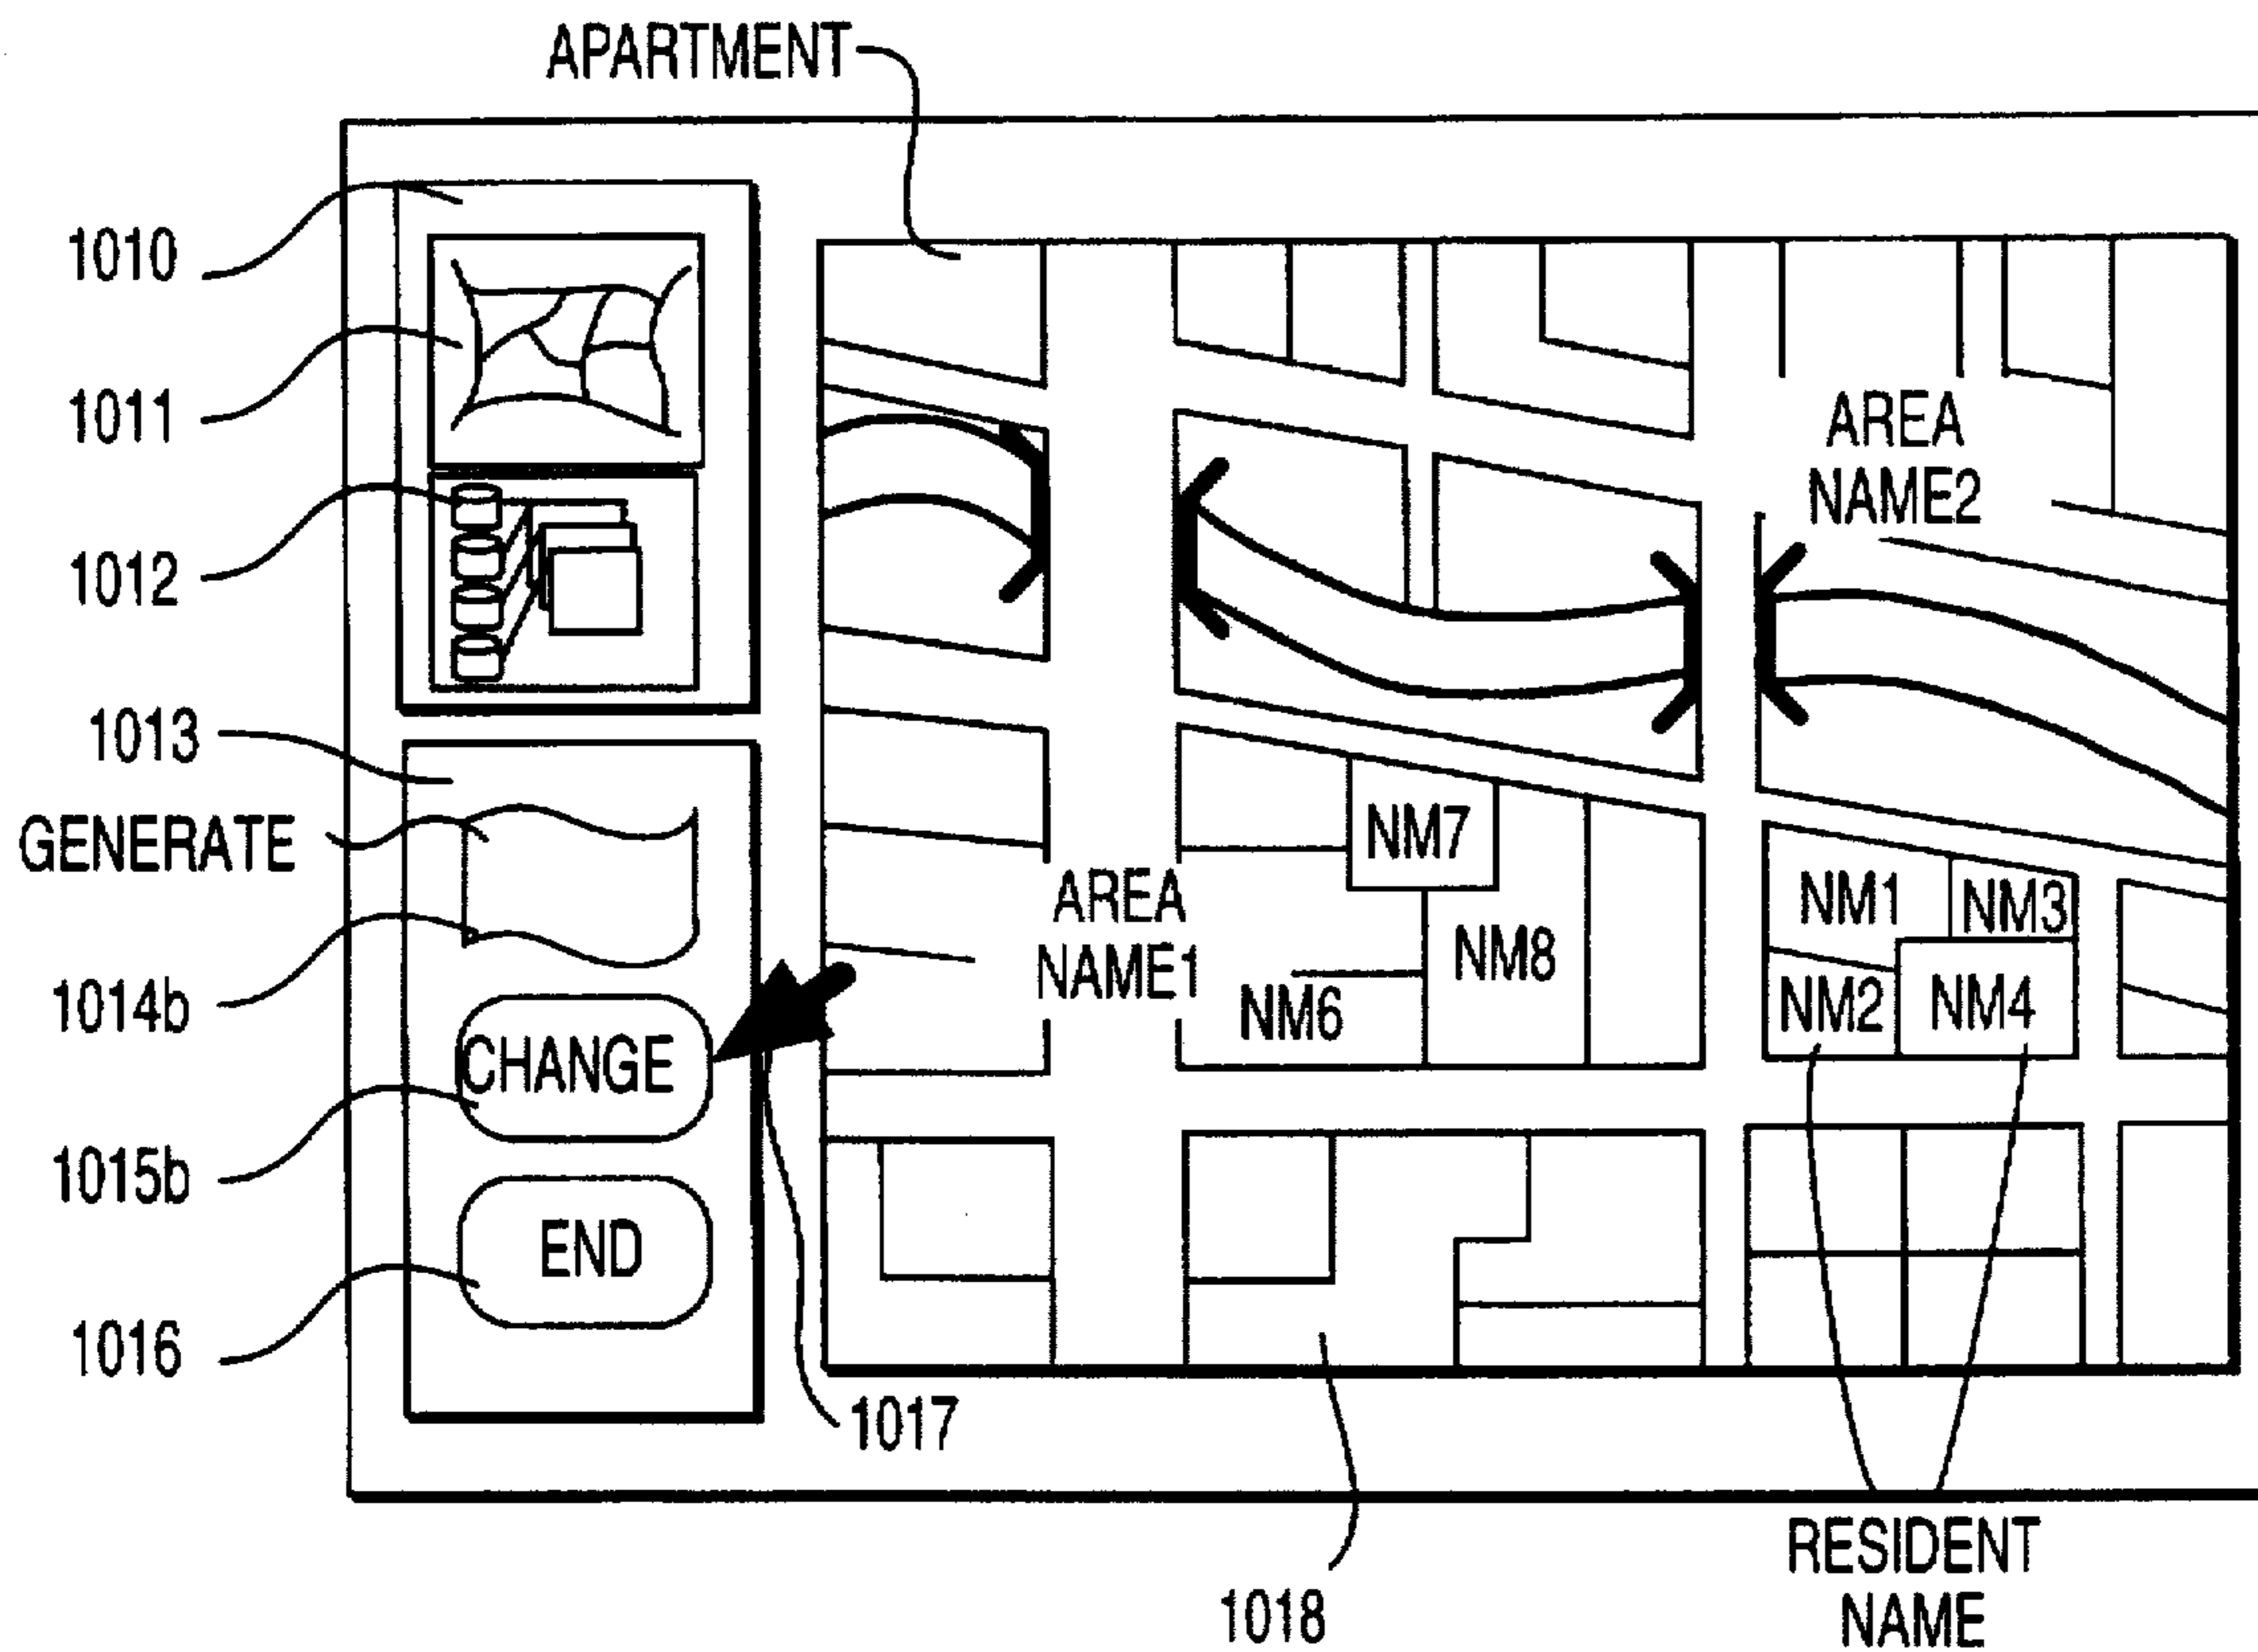 APARTMENT
1010
1011
1012
1013
GENERATE
1014b
1015b
1016
CHANGE
END
1017
AREA
NAME1
AREA
NAME2
NM7
NM8
NM6
NM1
NM3
NM2
NM4
1018
RESIDENT
NAME